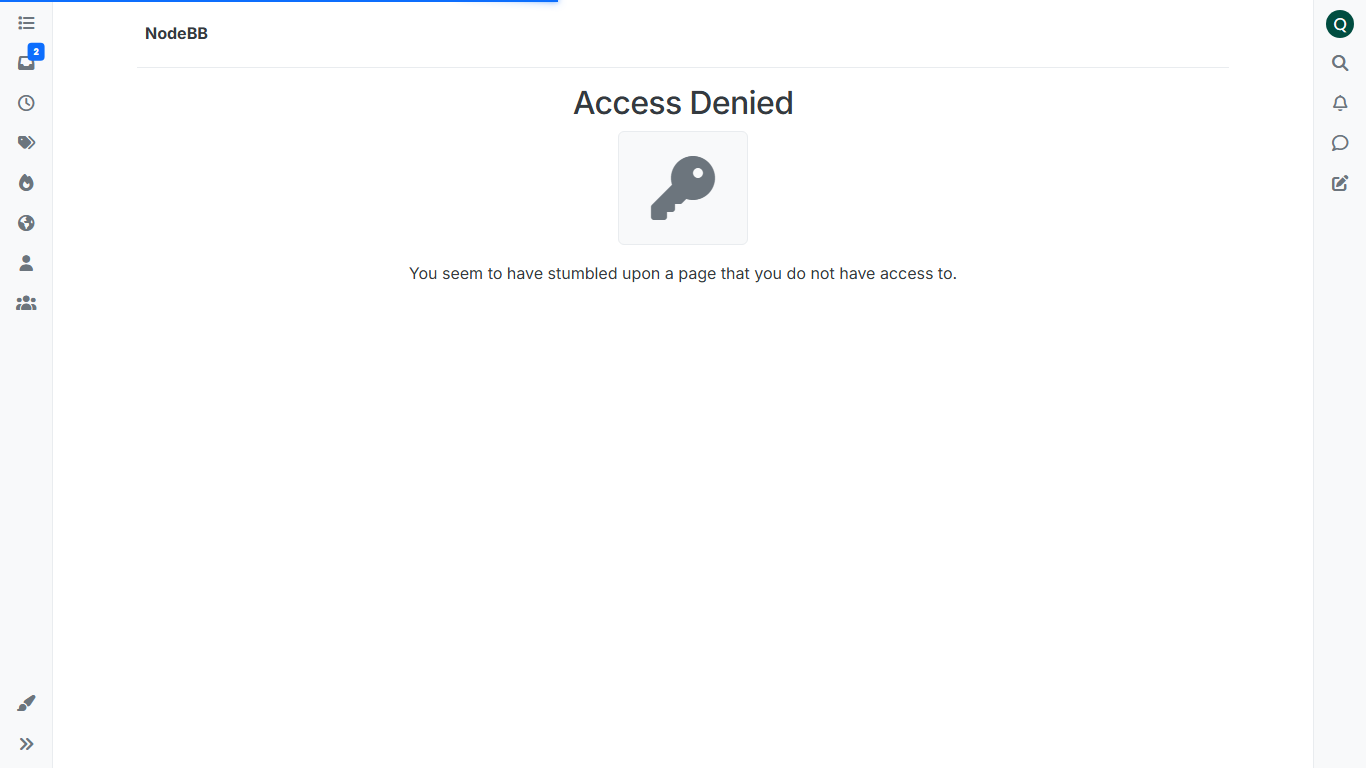 2
NodeBB
Q
Access Denied
You seem to have stumbled upon a page that you do not have access to.